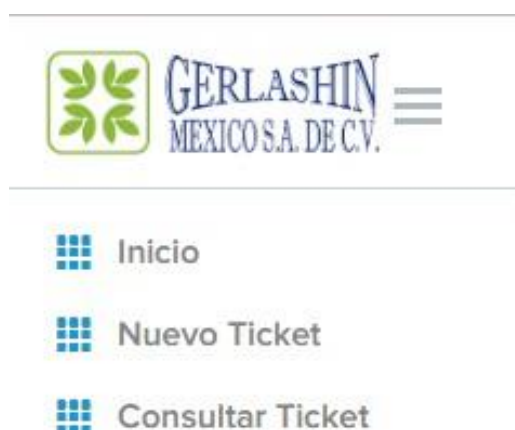 GERLASHIN
MEXICO S.A. DE C.V.
Inicio
Nuevo Ticket
Consultar Ticket